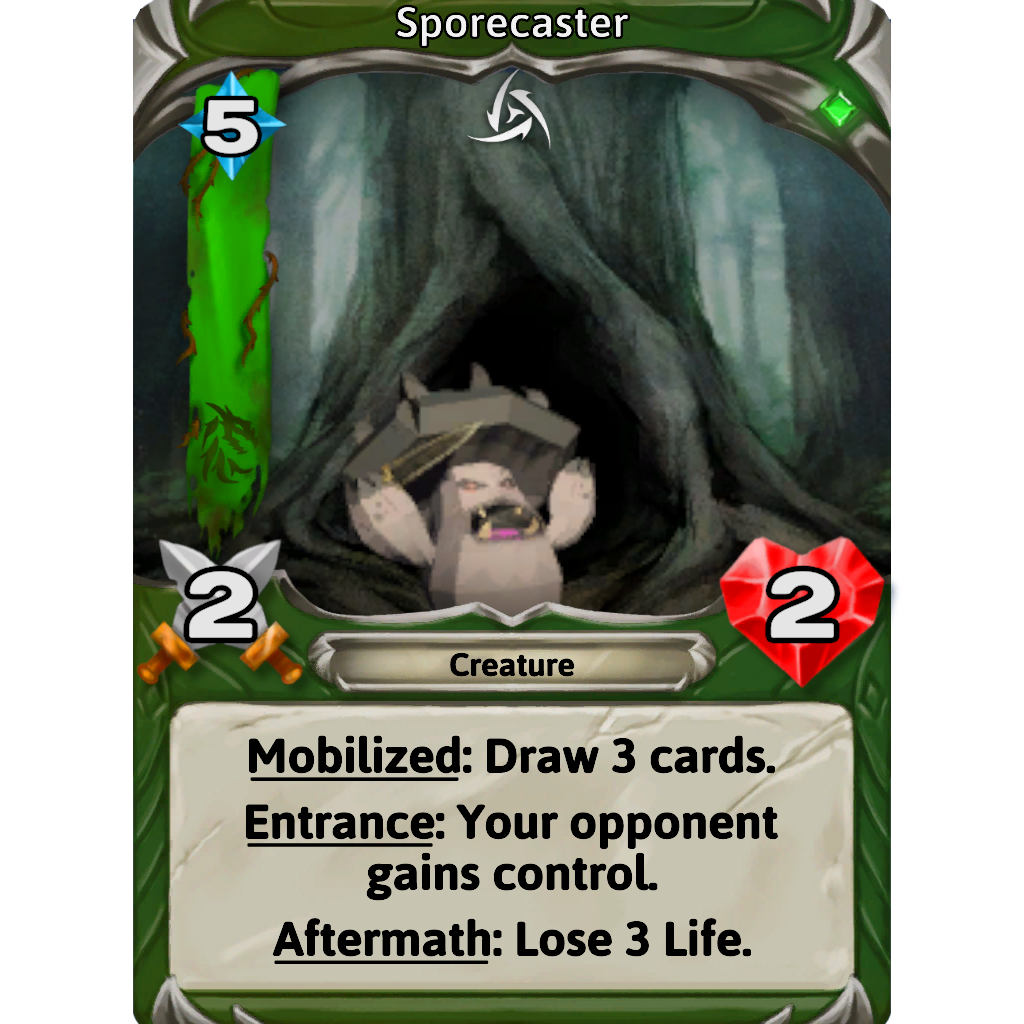 Sporecaster
5
2
2
Creature
Mobilized: Draw 3 cards.
Entrance: Your opponent
gains control.
Aftermath: Lose 3 Life.